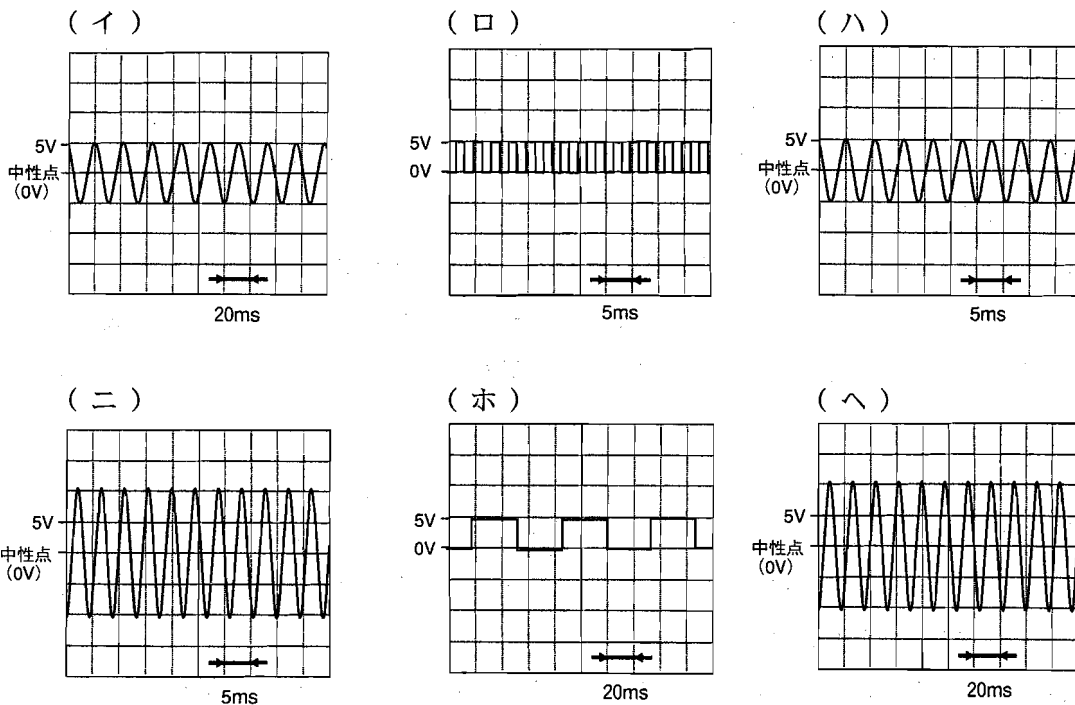 ( イ )
5V
中性点
(0V)
20ms
( ロ )
5V
0V
5ms
( ハ )
5V
中性点
(0V)
5ms
( ニ )
5V
中性点
(0V)
5ms
( ホ )
5V
0V
20ms
( ヘ )
5V
中性点
(0V)
20ms